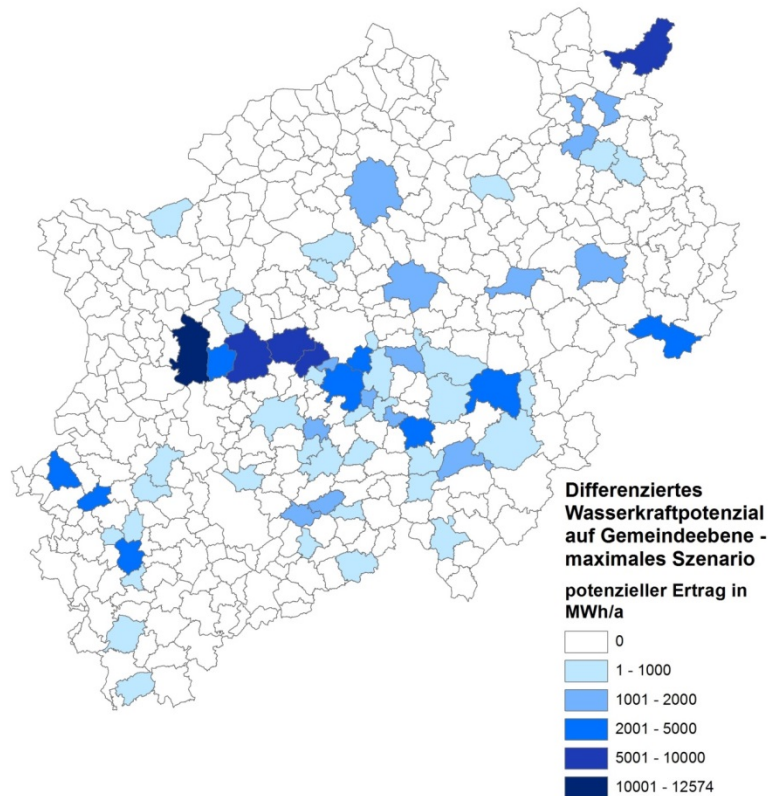 Differenziertes
Wasserkraftpotenzial
auf Gemeindeebene -
maximales Szenario
potenzieller Ertrag in
MWh/a
0
1 - 1000
1001 - 2000
2001 - 5000
5001 - 10000
10001 - 12574